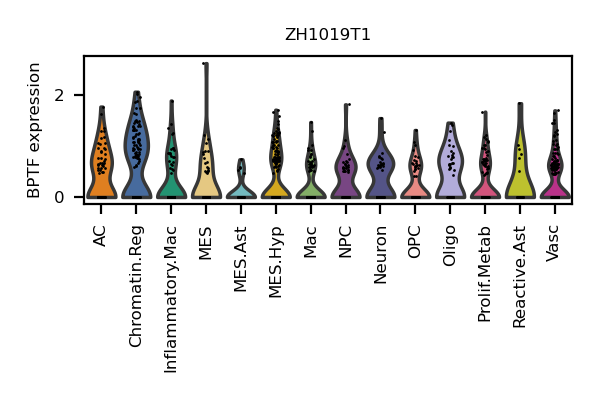 ZH1019T1
BPTF expression
2
0
AC
Chromatin.Reg
Inflammatory.Mac
MES
MES.Ast
MES.Hyp
Mac
NPC
Neuron
OPC
Oligo
Prolif.Metab
Reactive.Ast
Vasc